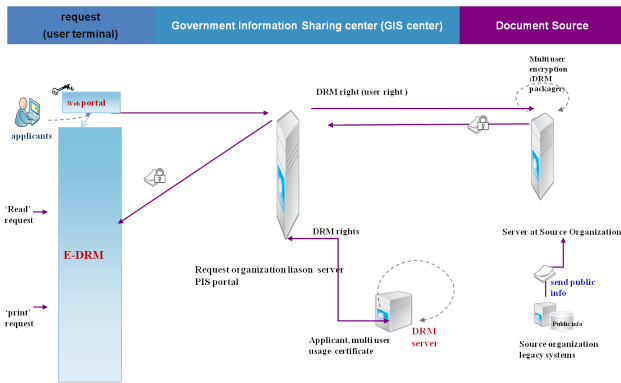 request
(user terminal)
Government Information Sharing center (GIS center)
Document Source
Multi user
encryption
(DRM
packager)
DRM right (user right )
Web portal
applicants
'Read'
request
DRM rights
Server at Source Organization
E-DRM
Request organization liason server
PIS portal
send public
info
'print'
request
Public info
DRM
server
Applicant, multi user
usage certificate
Source organization
legacy systems